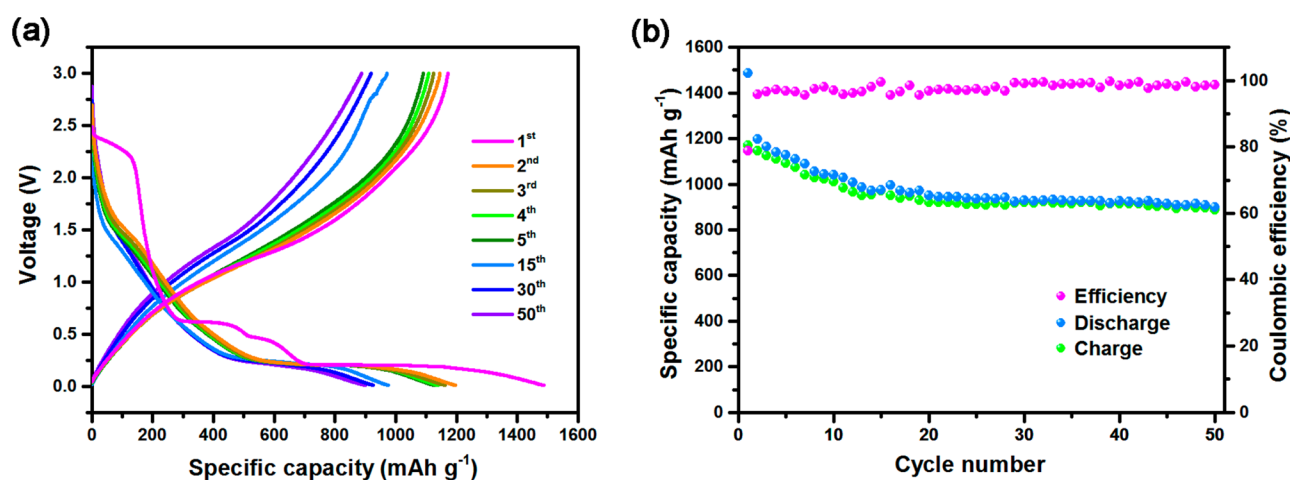 (a)
Voltage (V)
3.0
2.5
2.0
1.5
1.0
0.5
0.0
0 200 400 600 800 1000 1200 1400 1600
Specific capacity (mAh g⁻¹)
1ˢᵗ
2ⁿᵈ
3ʳᵈ
4ᵗʰ
5ᵗʰ
15ᵗʰ
30ᵗʰ
50ᵗʰ
(b)
Specific capacity (mAh g⁻¹)
1600
1400
1200
1000
800
600
400
200
0
0 10 20 30 40 50
Cycle number
Efficiency
Discharge
Charge
100
80
60
40
20
0
Coulombic efficiency (%)